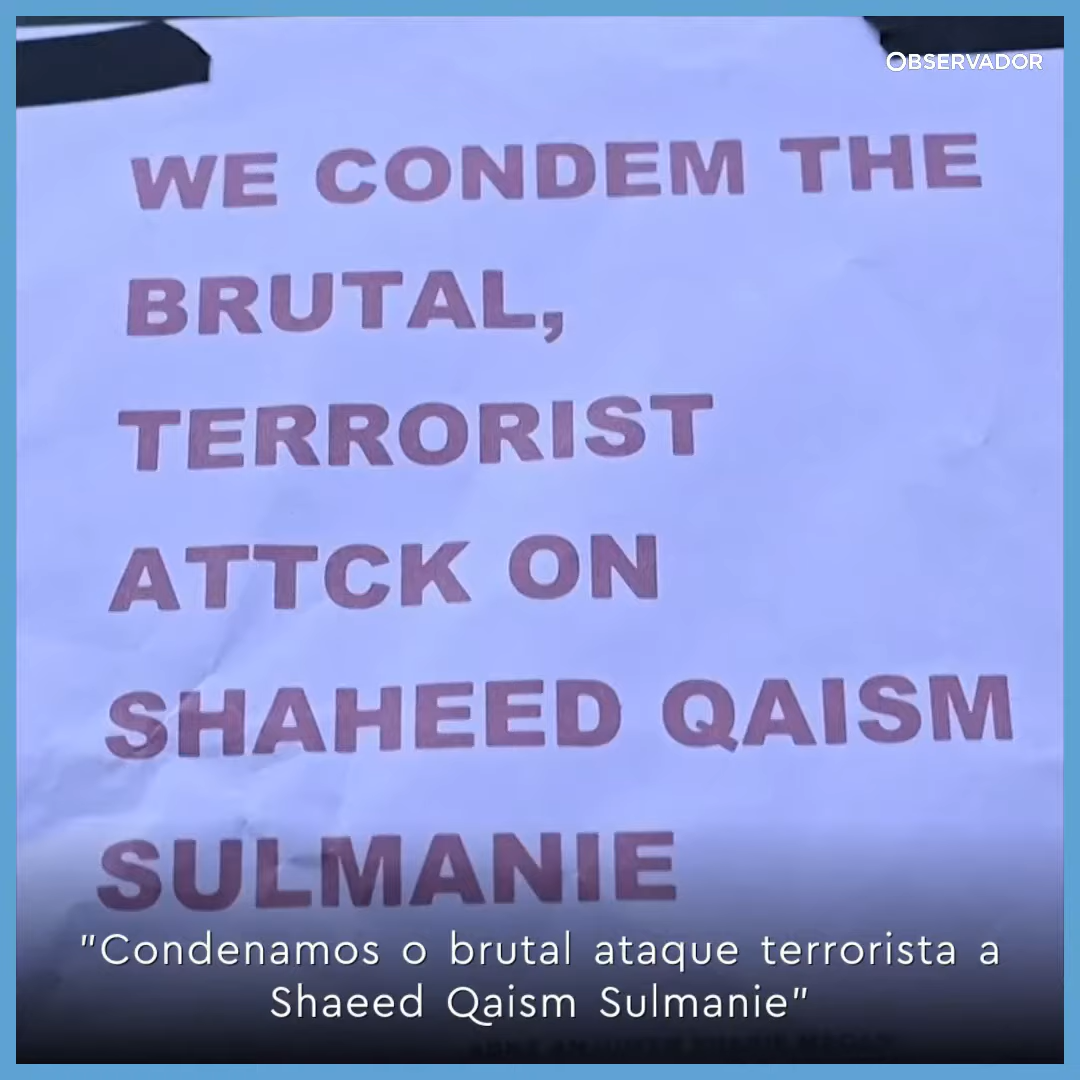 OBSERVADOR
WE CONDEM THE
BRUTAL,
TERRORIST
ATTCK ON
SHAHEED QAISM
SULMANIE
"Condenamos o brutal ataque terrorista a
Shaeed Qaism Sulmanie"